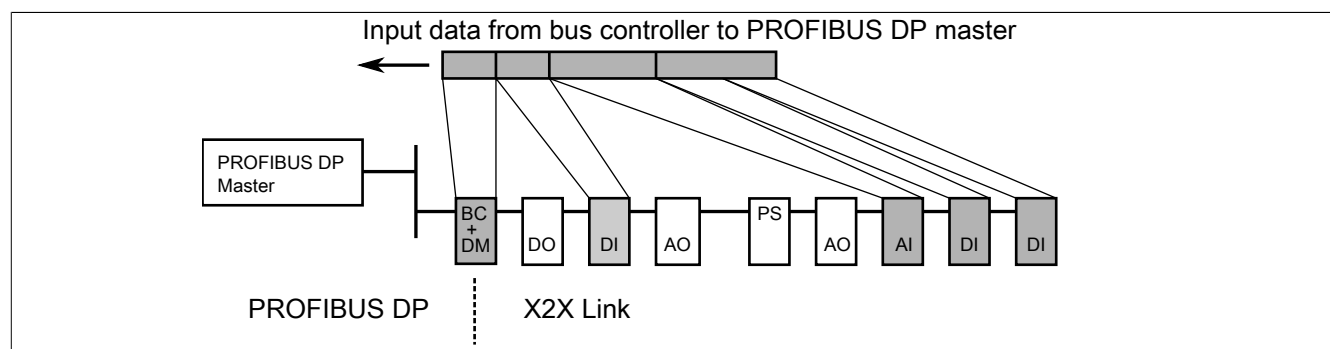 Input data from bus controller to PROFIBUS DP master
PROFIBUS DP
Master
BC
+
DM
DO
DI
AO
PS
AO
AI
DI
DI
PROFIBUS DP
X2X Link